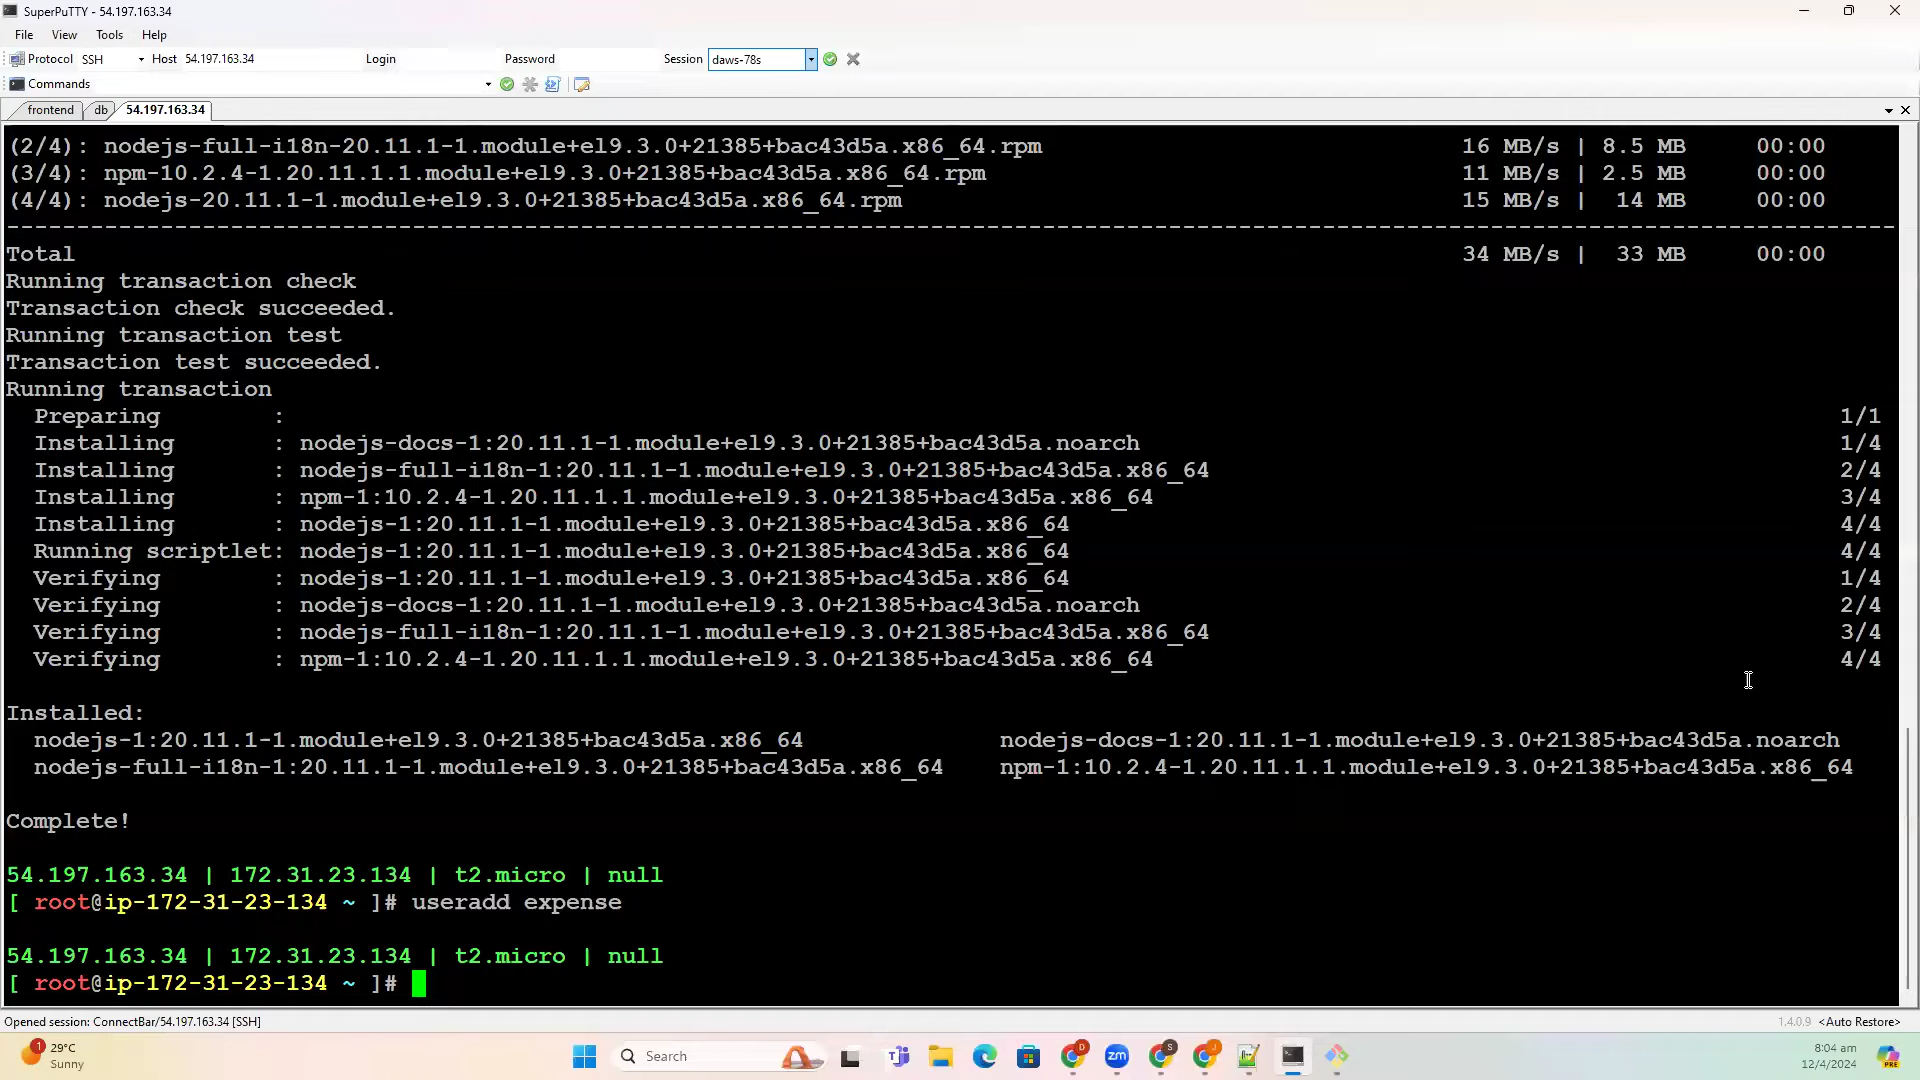 SuperPuTTY - 54.197.163.34
File View Tools Help
Protocol SSH Host 54.197.163.34 Login Password Session daws-78s
Commands
frontend db 54.197.163.34
(2/4): nodejs-full-i18n-20.11.1-1.module+el9.3.0+21385+bac43d5a.x86_64.rpm 16 MB/s | 8.5 MB 00:00
(3/4): npm-10.2.4-1.20.11.1.1.module+el9.3.0+21385+bac43d5a.x86_64.rpm 11 MB/s | 2.5 MB 00:00
(4/4): nodejs-20.11.1-1.module+el9.3.0+21385+bac43d5a.x86_64.rpm 15 MB/s | 14 MB 00:00
--------------------------------------------------------------------------------
Total 34 MB/s | 33 MB 00:00
Running transaction check
Transaction check succeeded.
Running transaction test
Transaction test succeeded.
Running transaction
Preparing : 1/1
Installing : nodejs-docs-1:20.11.1-1.module+el9.3.0+21385+bac43d5a.noarch 1/4
Installing : nodejs-full-i18n-1:20.11.1-1.module+el9.3.0+21385+bac43d5a.x86_64 2/4
Installing : npm-1:10.2.4-1.20.11.1.1.module+el9.3.0+21385+bac43d5a.x86_64 3/4
Installing : nodejs-1:20.11.1-1.module+el9.3.0+21385+bac43d5a.x86_64 4/4
Running scriptlet: nodejs-1:20.11.1-1.module+el9.3.0+21385+bac43d5a.x86_64 4/4
Verifying : nodejs-1:20.11.1-1.module+el9.3.0+21385+bac43d5a.x86_64 1/4
Verifying : nodejs-docs-1:20.11.1-1.module+el9.3.0+21385+bac43d5a.noarch 2/4
Verifying : nodejs-full-i18n-1:20.11.1-1.module+el9.3.0+21385+bac43d5a.x86_64 3/4
Verifying : npm-1:10.2.4-1.20.11.1.1.module+el9.3.0+21385+bac43d5a.x86_64 4/4
Installed:
nodejs-1:20.11.1-1.module+el9.3.0+21385+bac43d5a.x86_64 nodejs-docs-1:20.11.1-1.module+el9.3.0+21385+bac43d5a.noarch
nodejs-full-i18n-1:20.11.1-1.module+el9.3.0+21385+bac43d5a.x86_64 npm-1:10.2.4-1.20.11.1.1.module+el9.3.0+21385+bac43d5a.x86_64
Complete!
54.197.163.34 | 172.31.23.134 | t2.micro | null
[ root@ip-172-31-23-134 ~ ]# useradd expense
54.197.163.34 | 172.31.23.134 | t2.micro | null
[ root@ip-172-31-23-134 ~ ]#
Opened session: ConnectBar/54.197.163.34 [SSH] 1.4.0.9 <Auto Restore>
1 29°C
Sunny
Search
D zm S J
8:04 am
12/4/2024
PRE